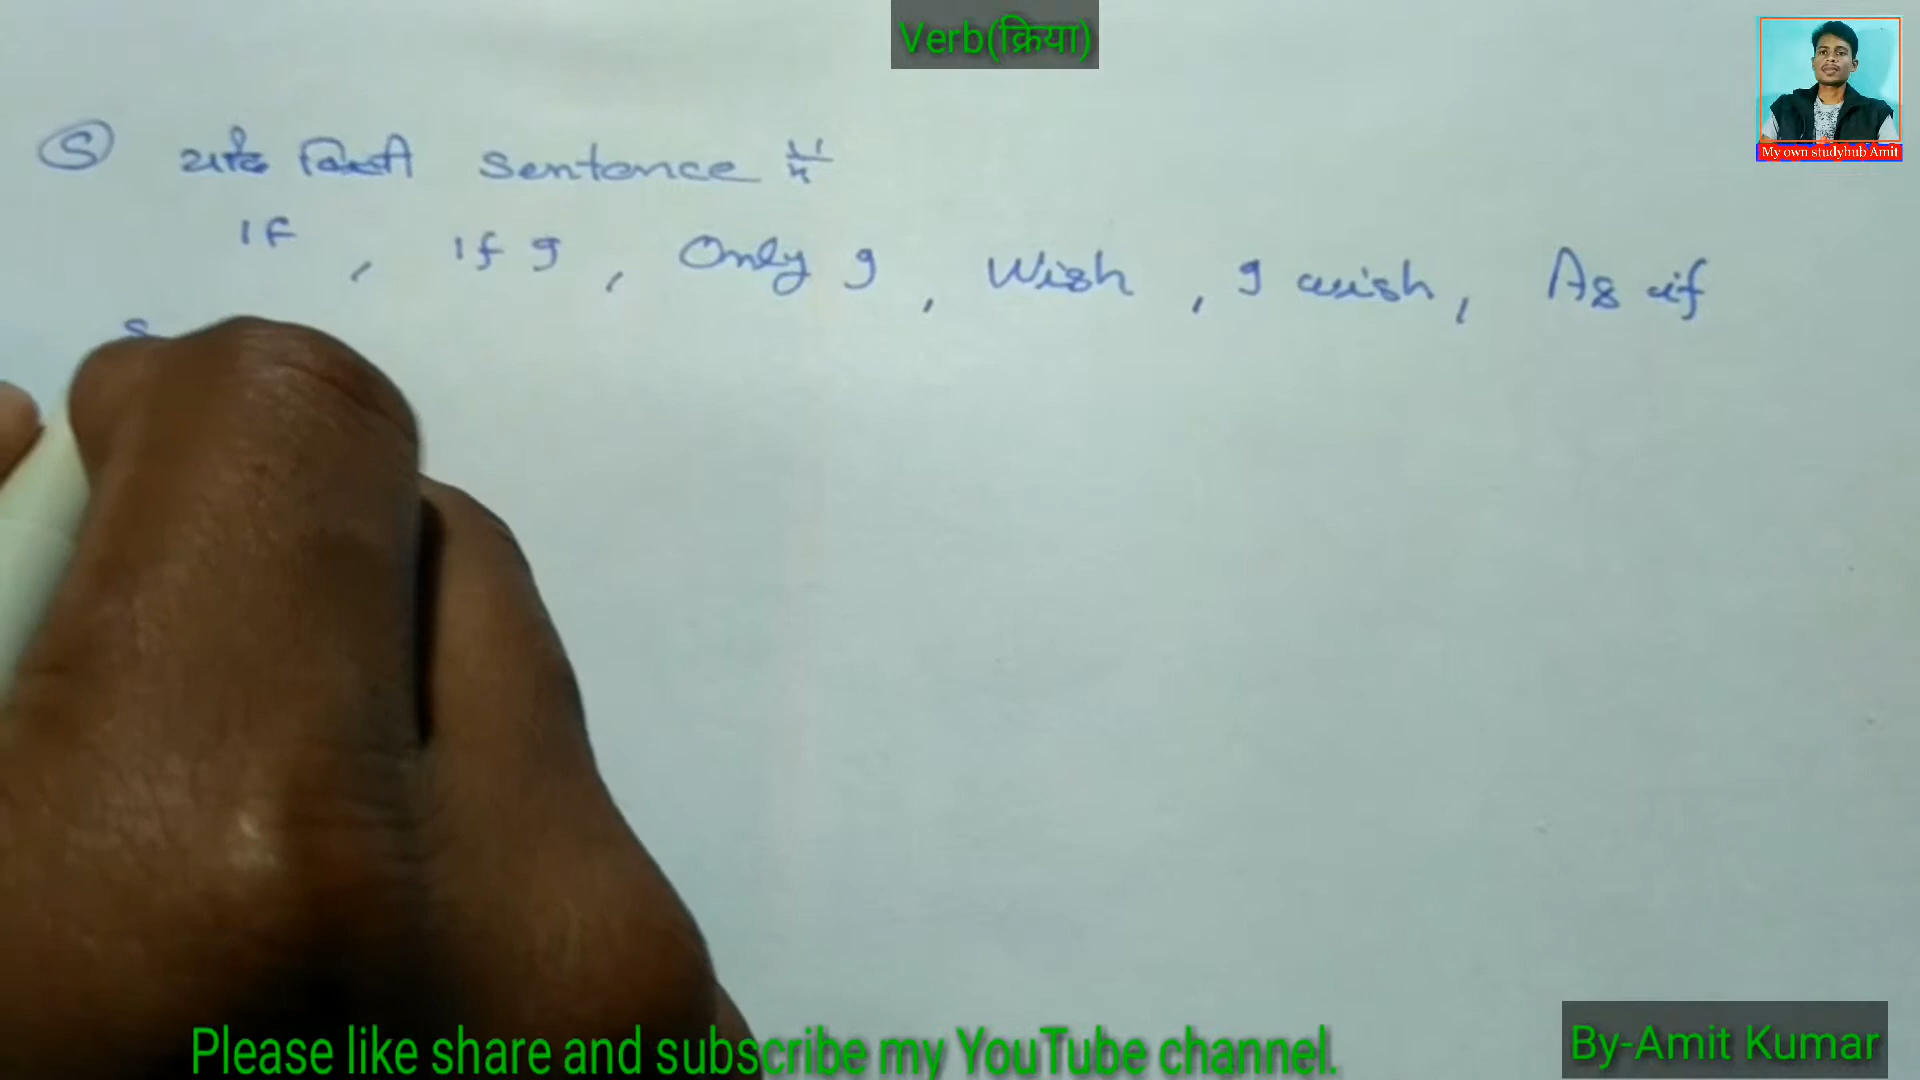 Verb(क्रिया)
My own studyhub Amit
(5) यदि किसी sentence में
If , If I , Only I , Wish , I wish , As if
Please like share and subscribe my YouTube channel.
By-Amit Kumar